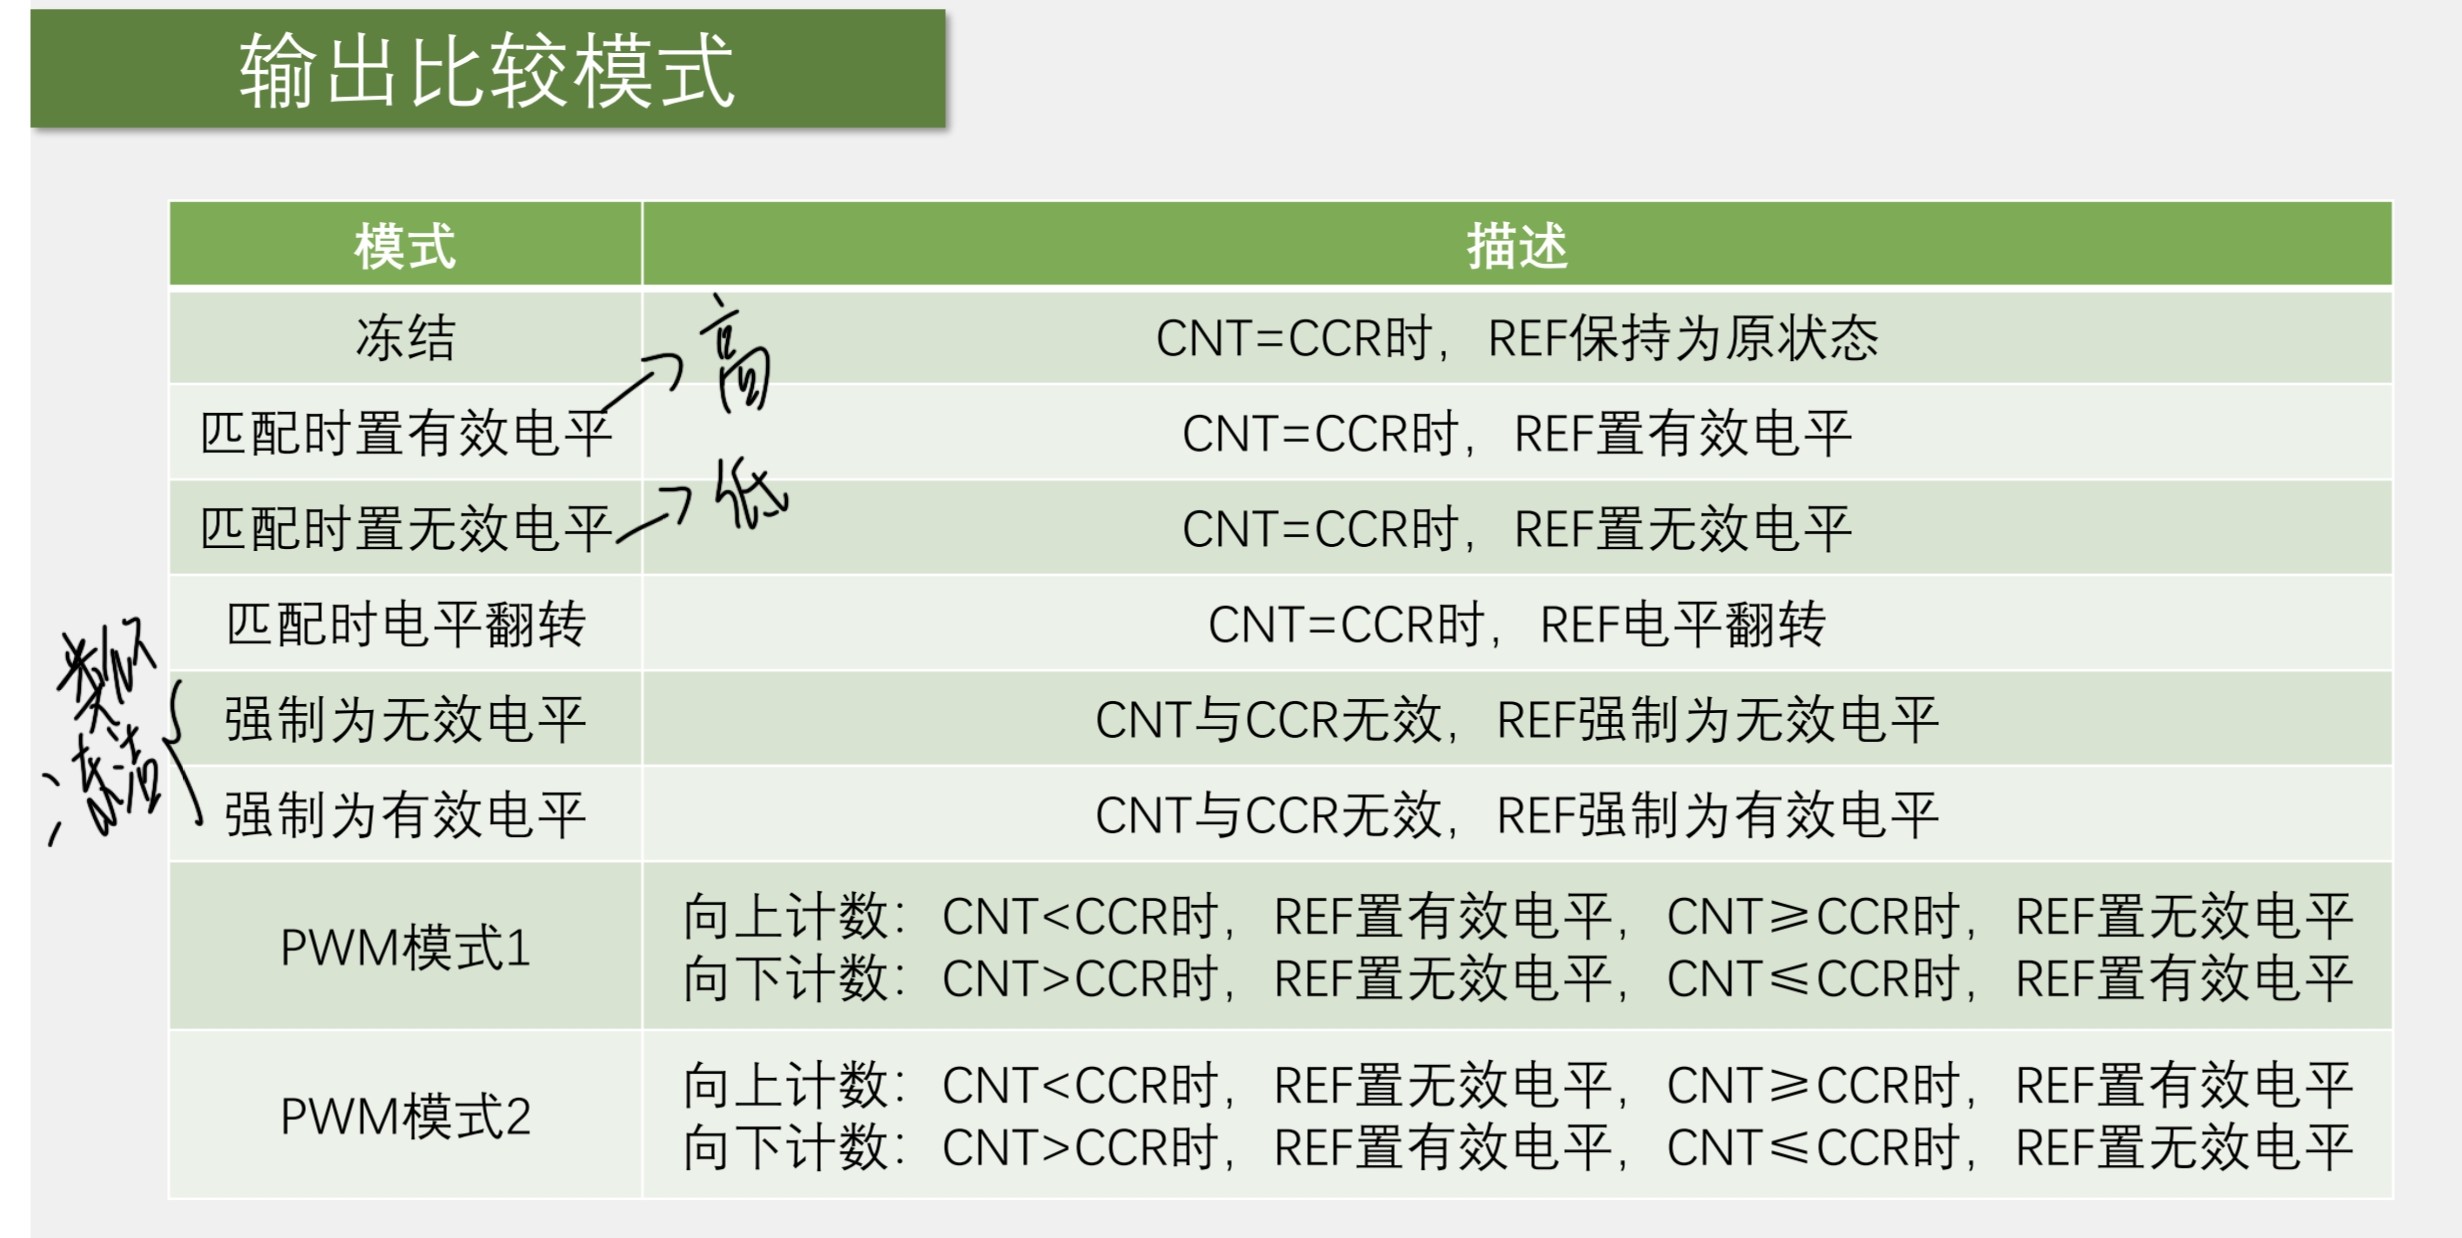 输出比较模式
模式 描述
冻结 CNT=CCR时，REF保持为原状态
高
匹配时置有效电平 CNT=CCR时，REF置有效电平
低
匹配时置无效电平 CNT=CCR时，REF置无效电平
匹配时电平翻转 CNT=CCR时，REF电平翻转
类似
冻结
强制为无效电平 CNT与CCR无效，REF强制为无效电平
强制为有效电平 CNT与CCR无效，REF强制为有效电平
PWM模式1
向上计数：CNT<CCR时，REF置有效电平，CNT≥CCR时，REF置无效电平
向下计数：CNT>CCR时，REF置无效电平，CNT≤CCR时，REF置有效电平
PWM模式2
向上计数：CNT<CCR时，REF置无效电平，CNT≥CCR时，REF置有效电平
向下计数：CNT>CCR时，REF置有效电平，CNT≤CCR时，REF置无效电平